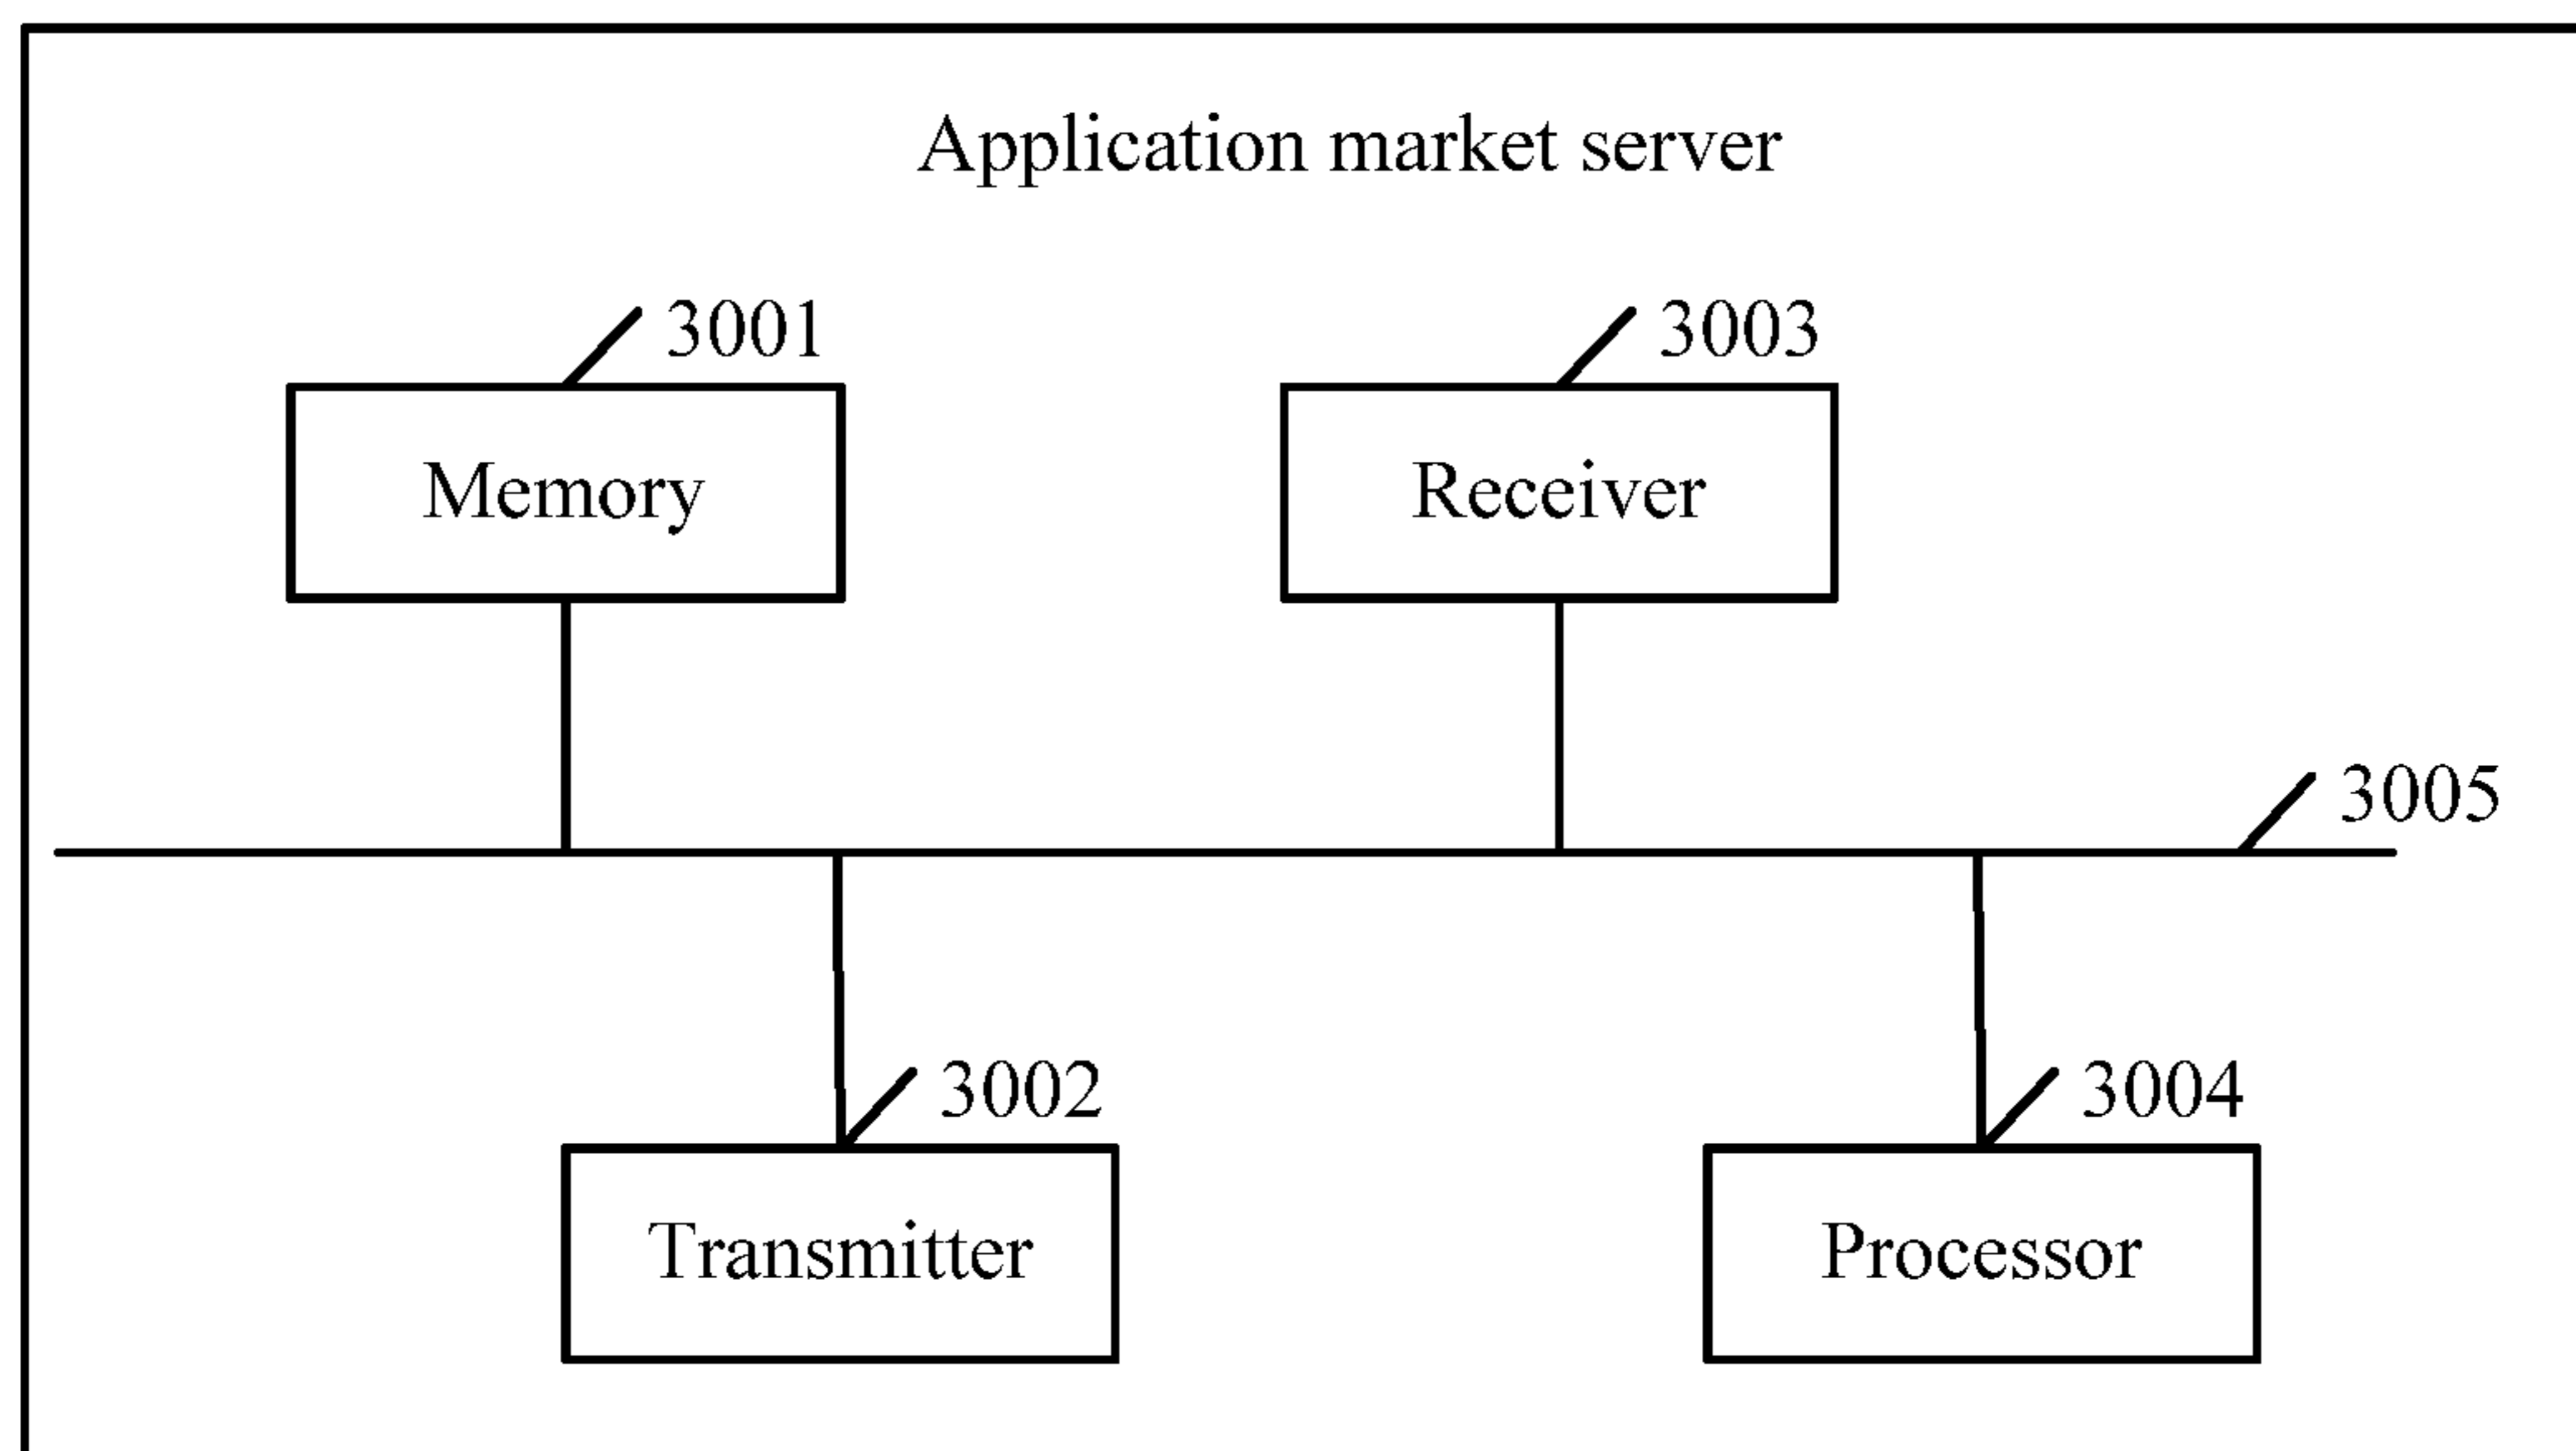 Application market server
3001
3003
Memory
Receiver
3005
3002
3004
Transmitter
Processor